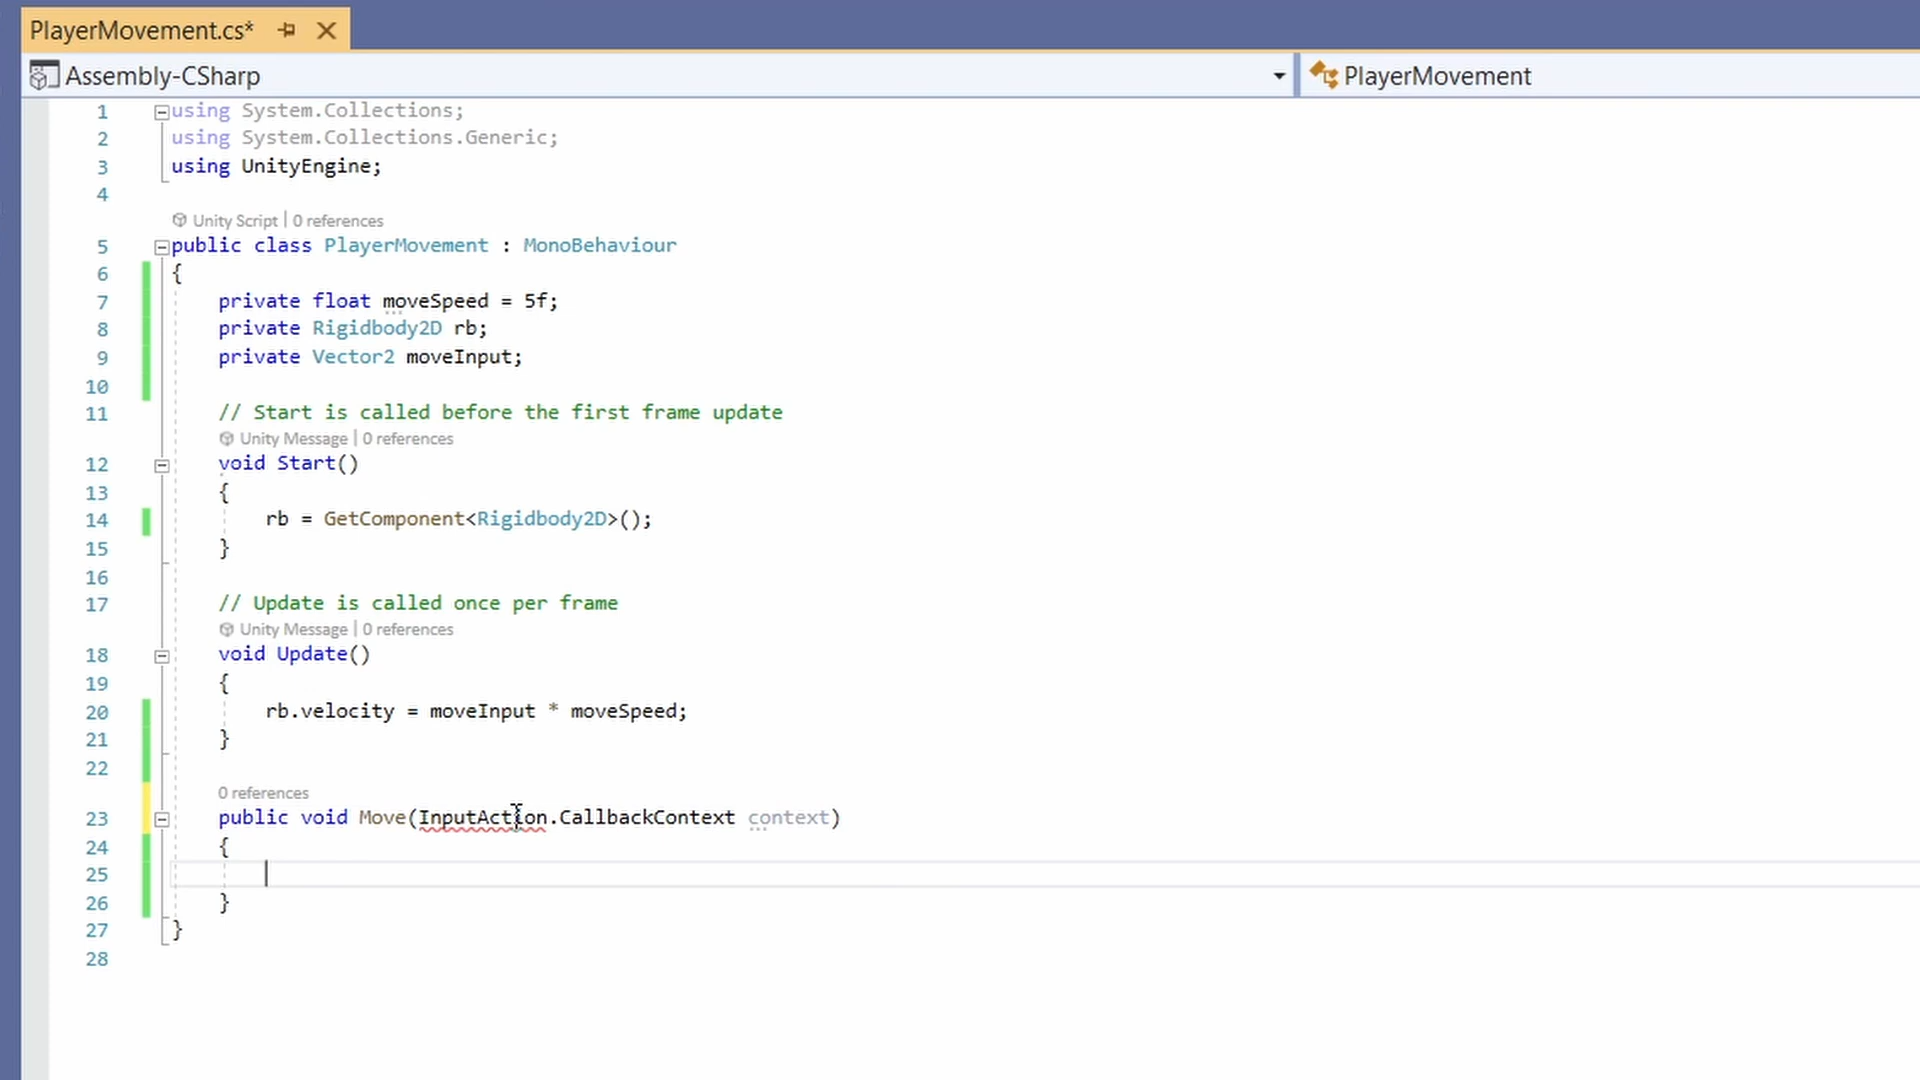 PlayerMovement.cs*
Assembly-CSharp PlayerMovement
1 using System.Collections;
2 using System.Collections.Generic;
3 using UnityEngine;
4
Unity Script | 0 references
5 public class PlayerMovement : MonoBehaviour
6 {
7 private float moveSpeed = 5f;
8 private Rigidbody2D rb;
9 private Vector2 moveInput;
10
11 // Start is called before the first frame update
Unity Message | 0 references
12 void Start()
13 {
14 rb = GetComponent<Rigidbody2D>();
15 }
16
17 // Update is called once per frame
Unity Message | 0 references
18 void Update()
19 {
20 rb.velocity = moveInput * moveSpeed;
21 }
22
0 references
23 public void Move(InputAction.CallbackContext context)
24 {
25
26 }
27 }
28